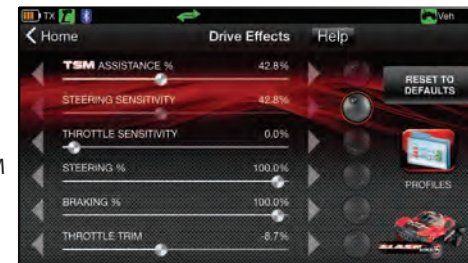 TX Veh
Home Drive Effects Help
TSM ASSISTANCE % 42.8%
RESET TO
DEFAULTS
STEERING SENSITIVITY 42.8%
THROTTLE SENSITIVITY 0.0%
M
STEERING % 100.0%
PROFILES
BRAKING % 100.0%
THROTTLE TRIM -8.7%
SLASH